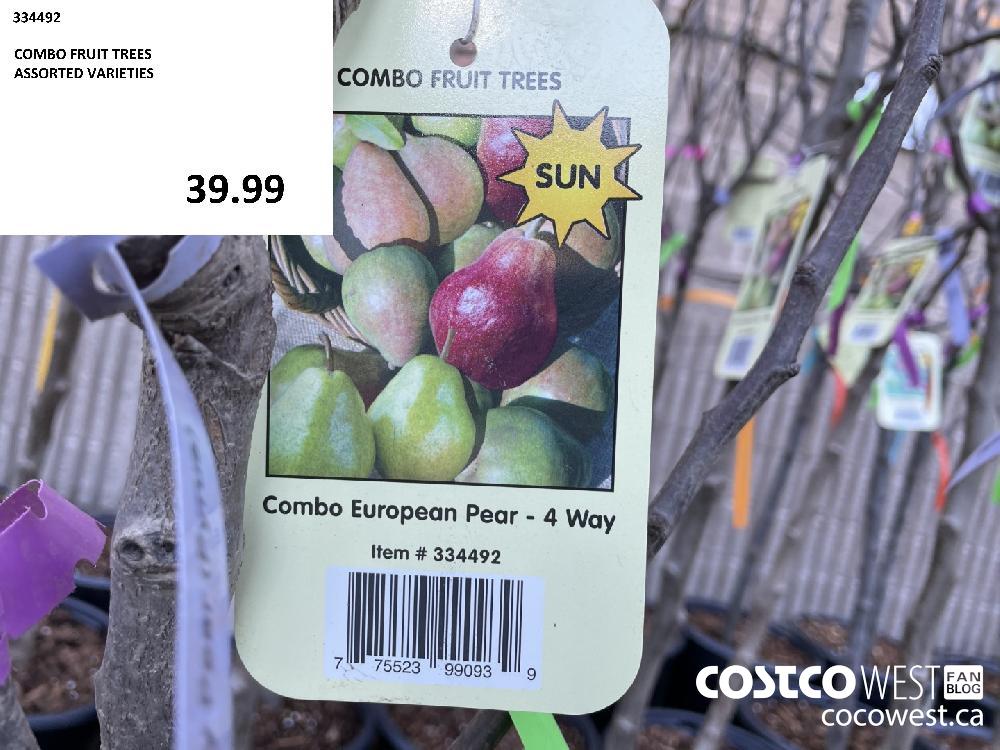 334492
COMBO FRUIT TREES
ASSORTED VARIETIES
39.99
COMBO FRUIT TREES
SUN
Combo European Pear - 4 Way
Item # 334492
7 75523 99093 9
COSTCO WEST FAN BLOG
cocowest.ca